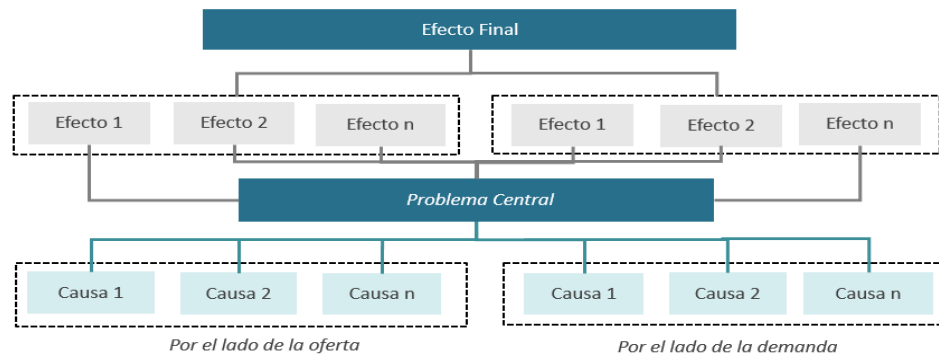 Efecto Final
Efecto 1
Efecto 2
Efecto n
Efecto 1
Efecto 2
Efecto n
Problema Central
Causa 1
Causa 2
Causa n
Causa 1
Causa 2
Causa n
Por el lado de la oferta
Por el lado de la demanda